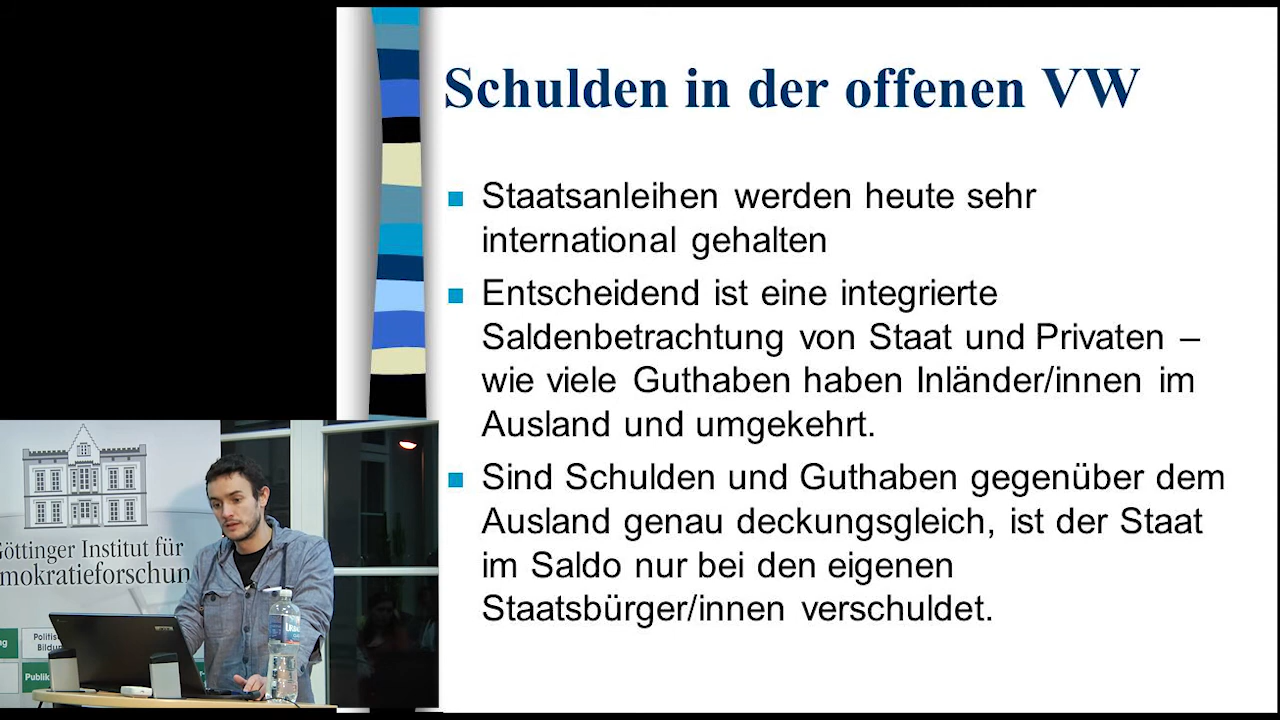 Schulden in der offenen VW
Staatsanleihen werden heute sehr
international gehalten
Entscheidend ist eine integrierte
Saldenbetrachtung von Staat und Privaten –
wie viele Guthaben haben Inländer/innen im
Ausland und umgekehrt.
Sind Schulden und Guthaben gegenüber dem
Ausland genau deckungsgleich, ist der Staat
im Saldo nur bei den eigenen
Staatsbürger/innen verschuldet.
Göttinger Institut für
mokratieforschun
Politis
Bildu
Publik